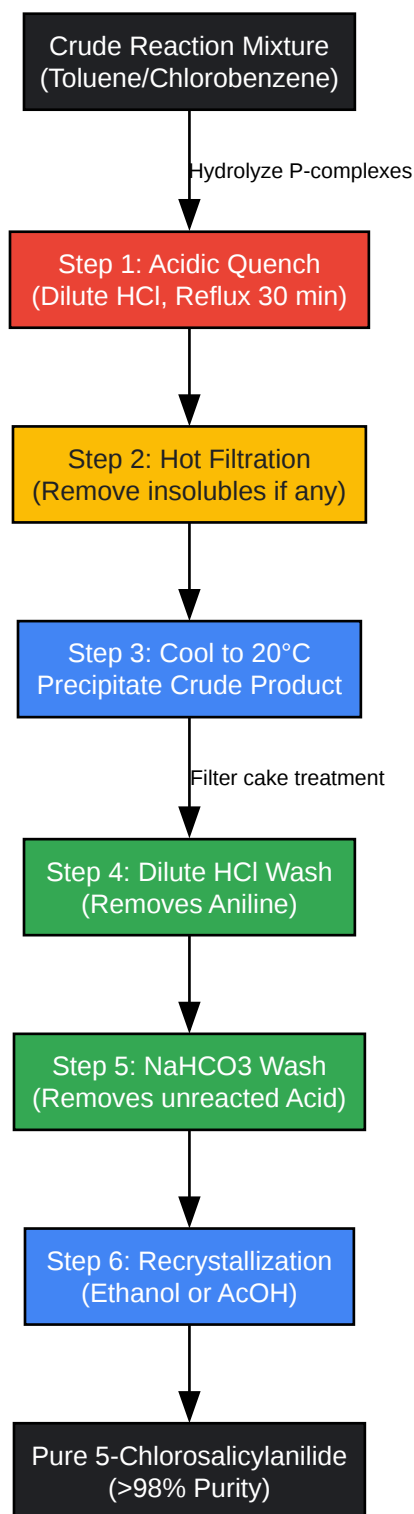 Crude Reaction Mixture
(Toluene/Chlorobenzene)
Hydrolyze P-complexes
Step 1: Acidic Quench
(Dilute HCl, Reflux 30 min)
Step 2: Hot Filtration
(Remove insolubles if any)
Step 3: Cool to 20°C
Precipitate Crude Product
Filter cake treatment
Step 4: Dilute HCl Wash
(Removes Aniline)
Step 5: NaHCO3 Wash
(Removes unreacted Acid)
Step 6: Recrystallization
(Ethanol or AcOH)
Pure 5-Chlorosalicylanilide
(>98% Purity)